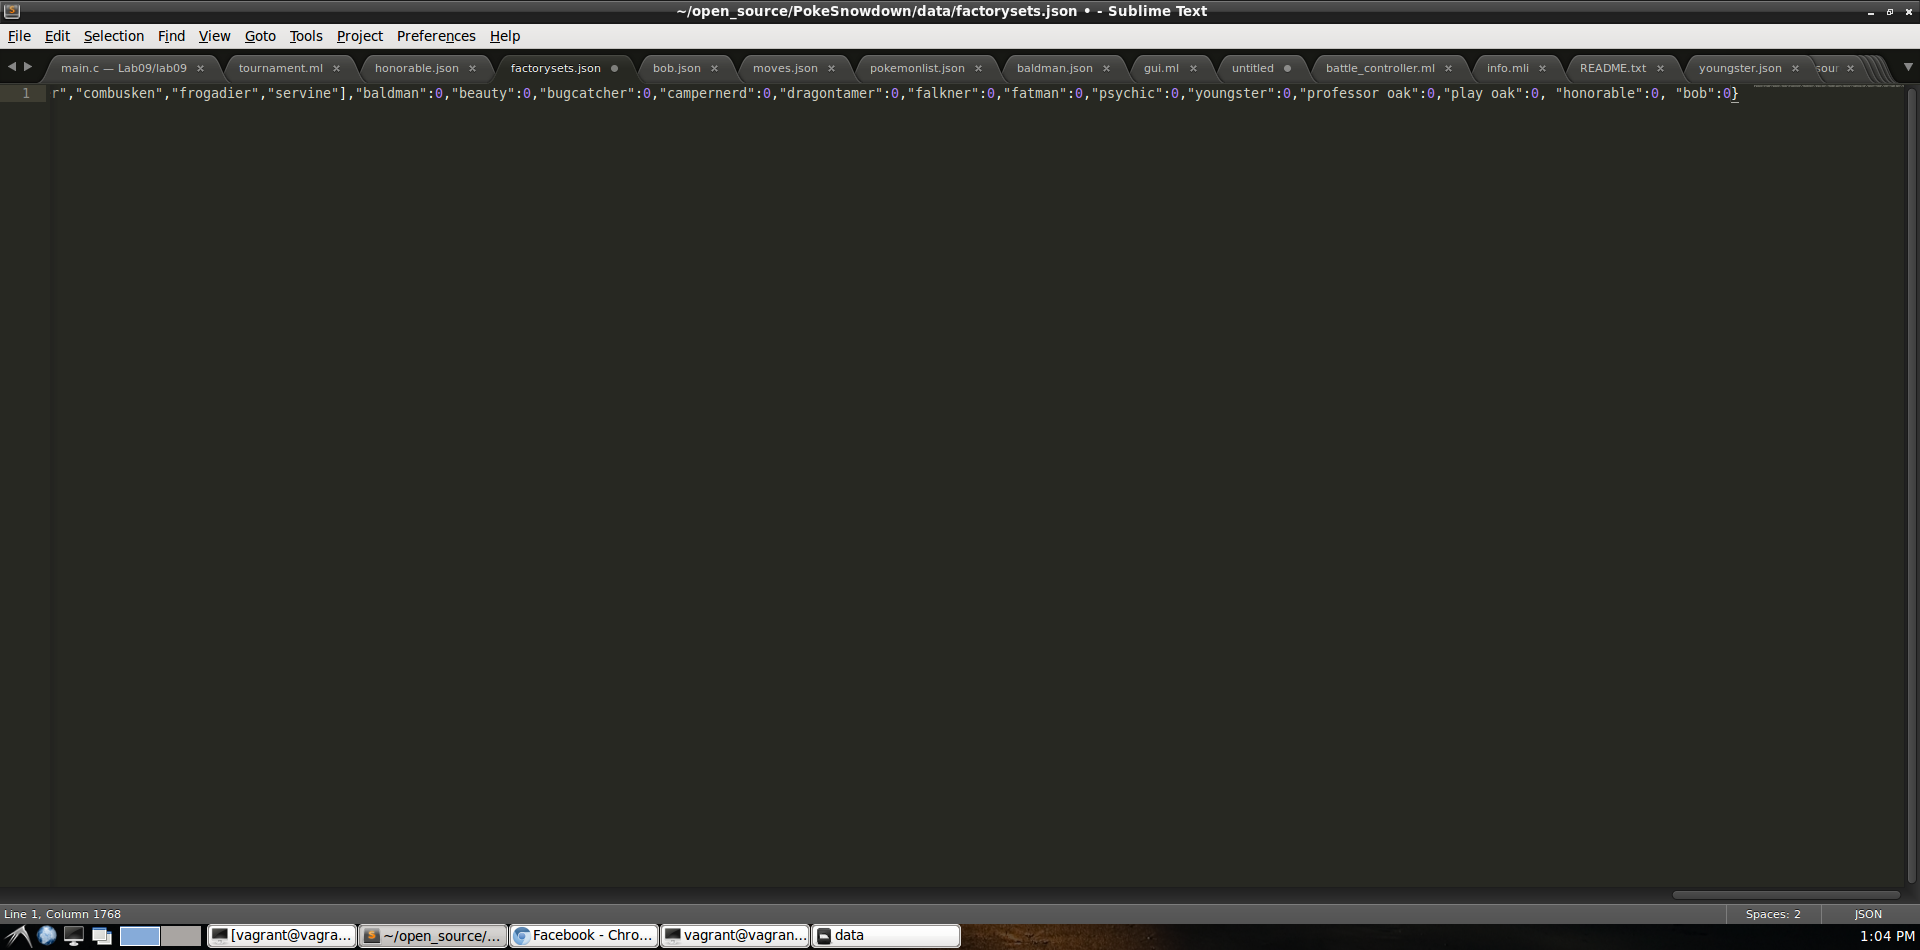 ~/open_source/PokeSnowdown/data/factorysets.json • - Sublime Text
File Edit Selection Find View Goto Tools Project Preferences Help
main.c — Lab09/lab09 tournament.ml honorable.json factorysets.json bob.json moves.json pokemonlist.json baldman.json gui.ml untitled battle_controller.ml info.mli README.txt youngster.json sour
1 r","combusken","frogadier","servine"],"baldman":0,"beauty":0,"bugcatcher":0,"campernerd":0,"dragontamer":0,"falkner":0,"fatman":0,"psychic":0,"youngster":0,"professor oak":0,"play oak":0, "honorable":0, "bob":0}
Line 1, Column 1768 Spaces: 2 JSON
[vagrant@vagra... ~/open_source/... Facebook - Chro... vagrant@vagran... data 1:04 PM